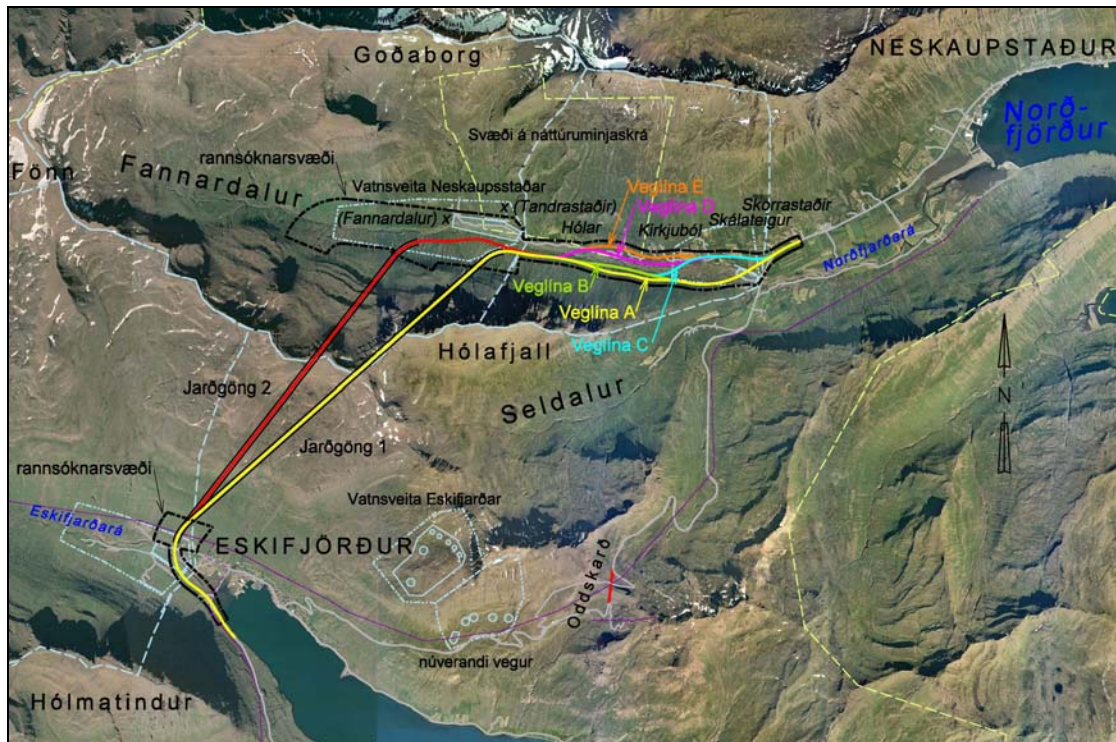 NESKAUPSTAÐUR
Goðaborg
Norð-
fjörður
Svæði á náttúruminjaskrá
rannsóknarsvæði
Fönn
Fannardalur
Vatnsveita Neskaupsstaðar
Veglína E
Skorrastaðir
x (Tandrastaðir)
Veglína D
(Fannardalur) x
Hólar
Kirkjuból
Skálateigur
Norðfjarðará
Veglína B
Veglína A
Veglína C
Hólafjall
Seldalur
Jarðgöng 2
N
Jarðgöng 1
rannsóknarsvæði
Vatnsveita Eskifjarðar
Eskifjarðará
ESKIFJÖRÐUR
Oddskarð
núverandi vegur
Hólmatindur